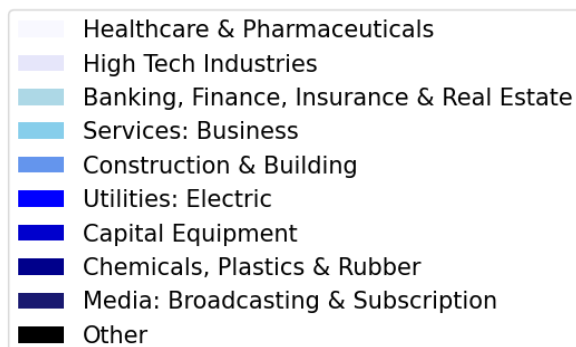 Healthcare & Pharmaceuticals
High Tech Industries
Banking, Finance, Insurance & Real Estate
Services: Business
Construction & Building
Utilities: Electric
Capital Equipment
Chemicals, Plastics & Rubber
Media: Broadcasting & Subscription
Other